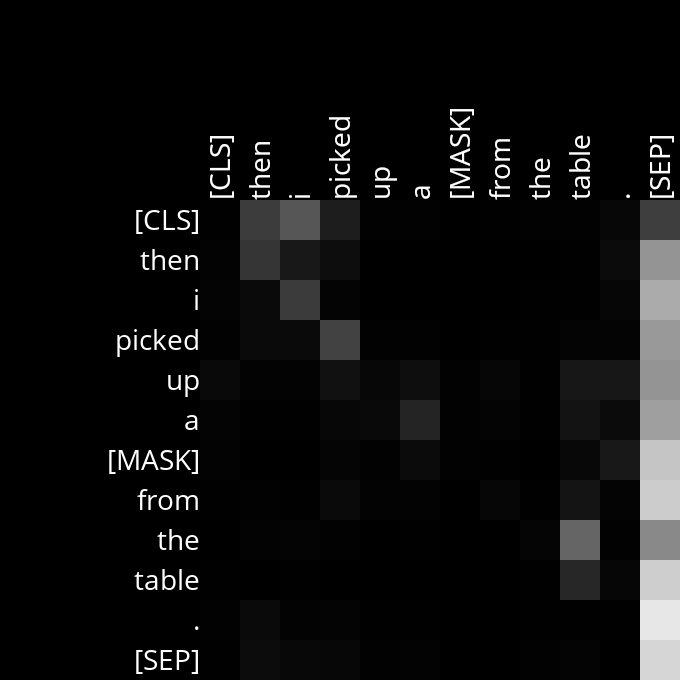 [CLS] then i picked up a [MASK] from the table . [SEP]
[CLS]
then
i
picked
up
a
[MASK]
from
the
table
.
[SEP]